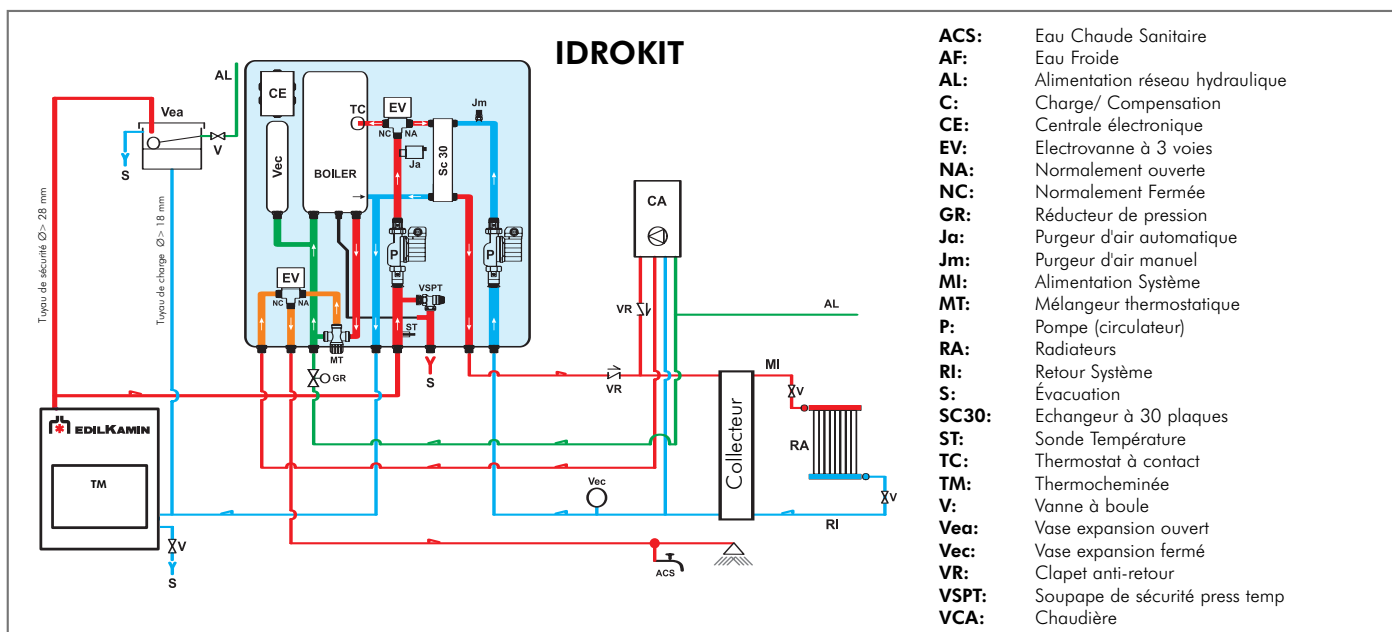 IDROKIT
AL
CE
Vea
V
S
Vec
BOILER
TC
EV
NC
NA
Ja
Sc 30
Jm
P
P
EV
NC
NA
MT
VSPT
ST
S
GR
CA
VR
VR
AL
MI
V
RA
V
RI
Collecteur
Vec
ACS
Tuyau de sécurité Ø> 28 mm
Tuyau de charge Ø> 18 mm
EDILKAMIN
TM
V
S
ACS: Eau Chaude Sanitaire
AF: Eau Froide
AL: Alimentation réseau hydraulique
C: Charge/ Compensation
CE: Centrale électronique
EV: Electrovanne à 3 voies
NA: Normalement ouverte
NC: Normalement Fermée
GR: Réducteur de pression
Ja: Purgeur d'air automatique
Jm: Purgeur d'air manuel
MI: Alimentation Système
MT: Mélangeur thermostatique
P: Pompe (circulateur)
RA: Radiateurs
RI: Retour Système
S: Évacuation
SC30: Echangeur à 30 plaques
ST: Sonde Température
TC: Thermostat à contact
TM: Thermocheminée
V: Vanne à boule
Vea: Vase expansion ouvert
Vec: Vase expansion fermé
VR: Clapet anti-retour
VSPT: Soupape de sécurité press temp
VCA: Chaudière